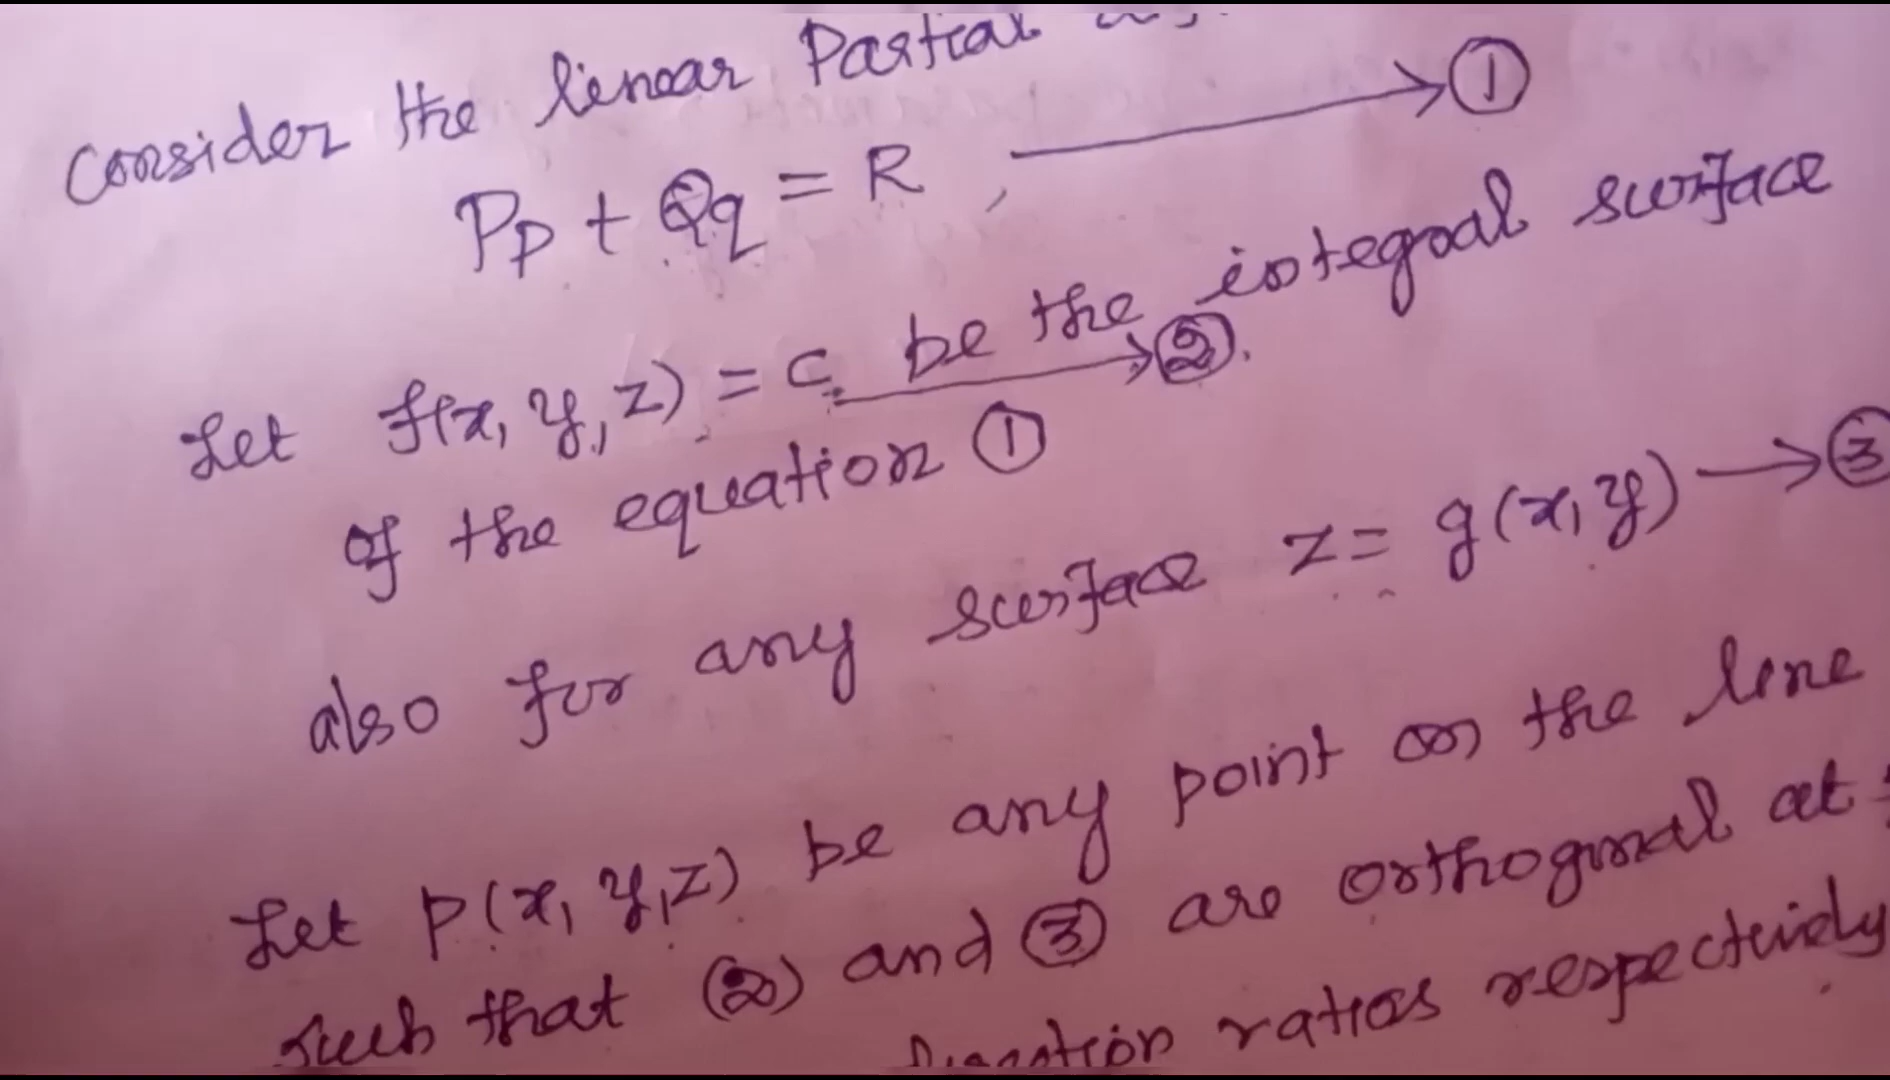 Consider the linear Partial
Pp + Qq = R, → ①
Let f(x, y, z) = C be the integral surface
→ ②.
of the equation ①
also for any surface z = g(x, y) → ③
Let P(x, y, z) be any point on the line
such that (2) and ③ are orthogonal at
Direction ratios respectively